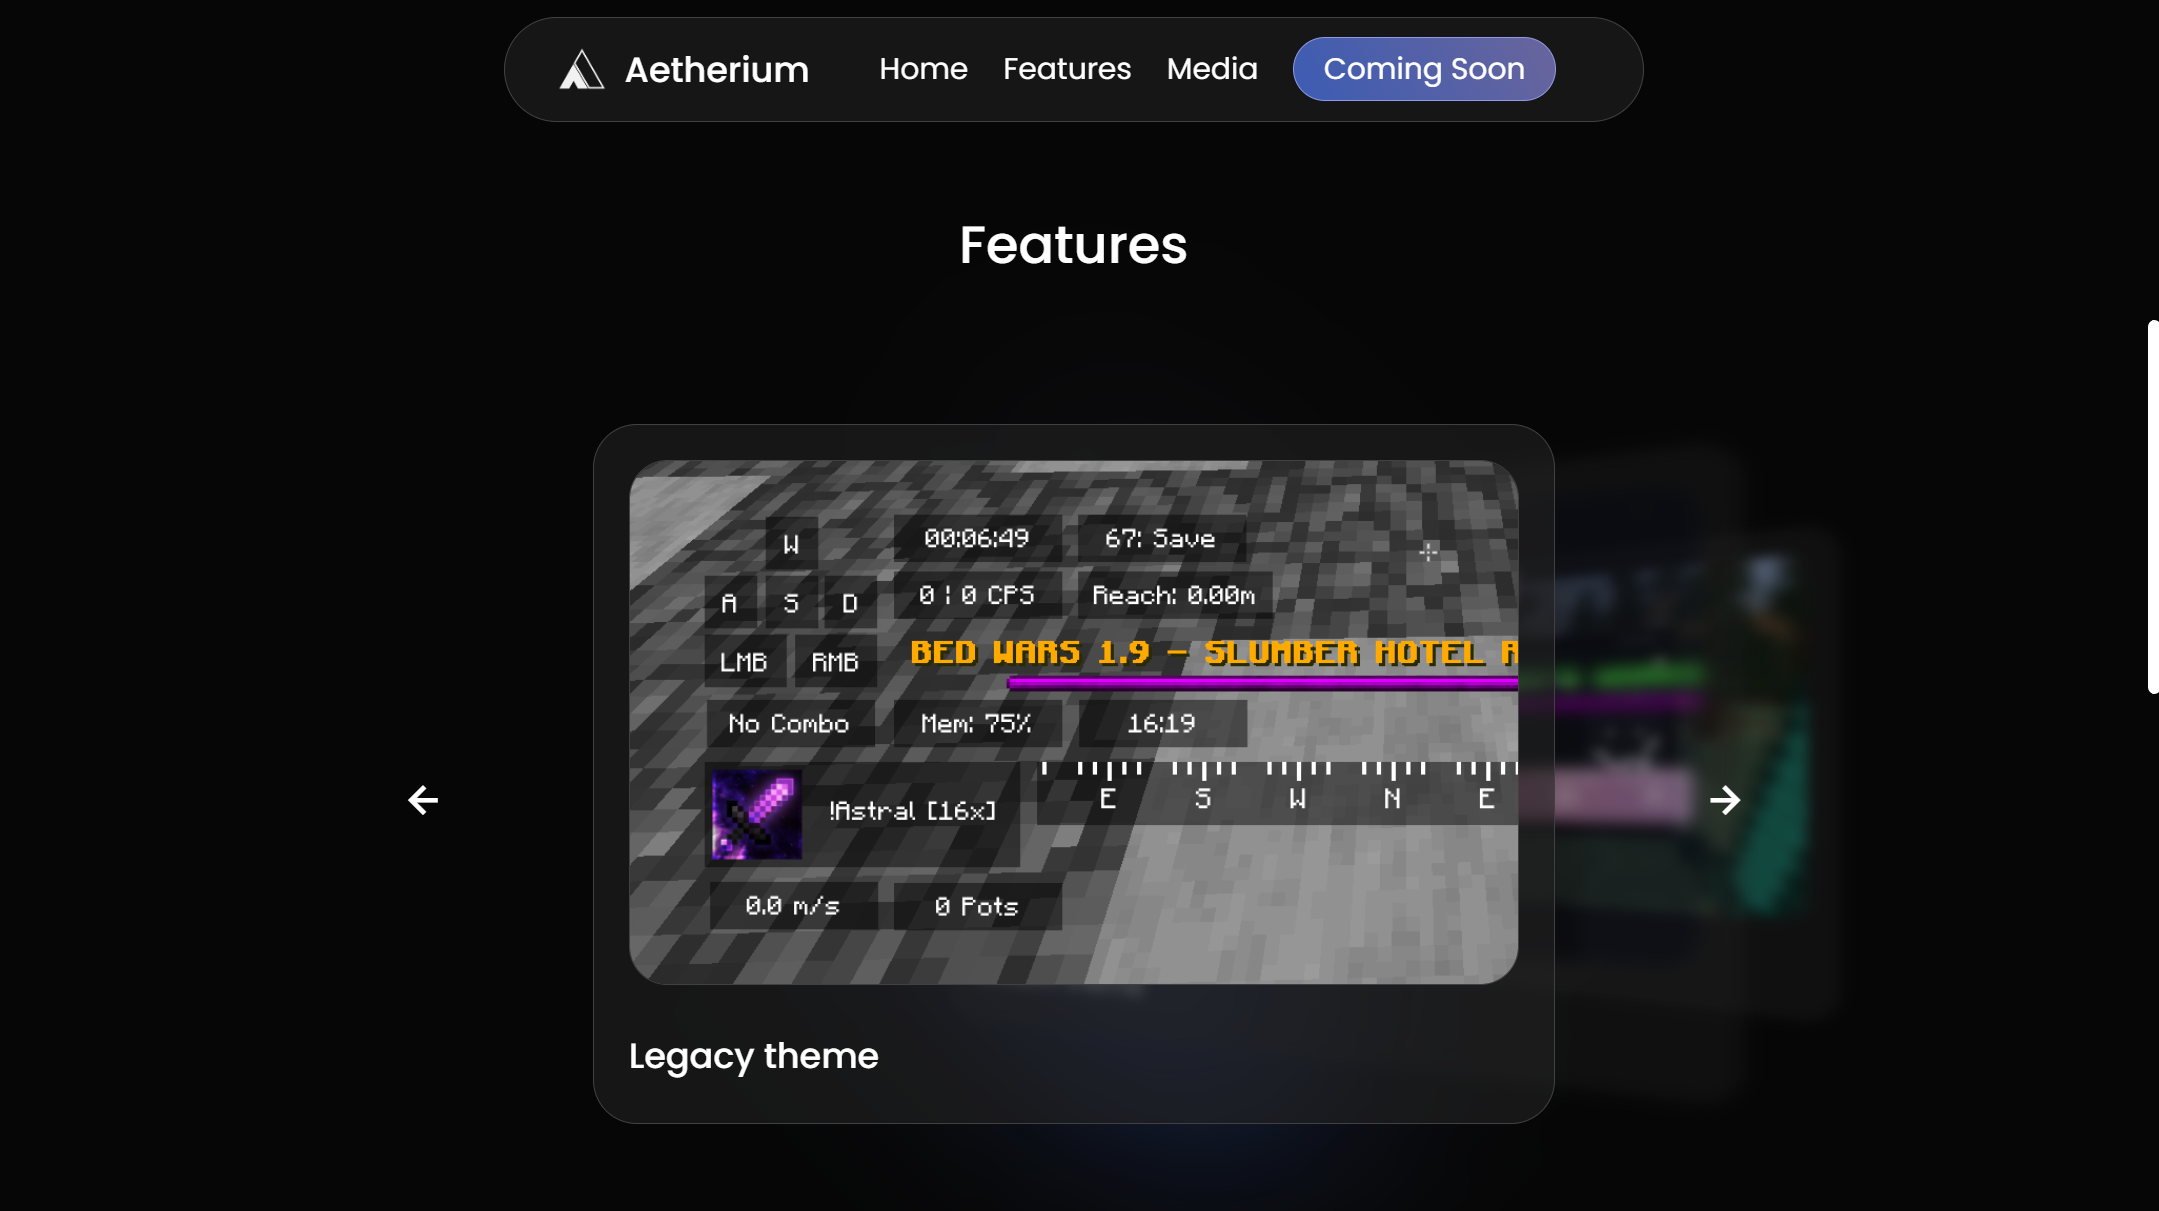 Aetherium Home Features Media Coming Soon
Features
W 00:06:49 67: Save
A S D 0 | 0 CPS Reach: 0.00m
LMB RMB BED WARS 1.9 - SLUMBER HOTEL
No Combo Mem: 75% 16:19
!Astral [16x] E S W N E
0.0 m/s 0 Pots
Legacy theme